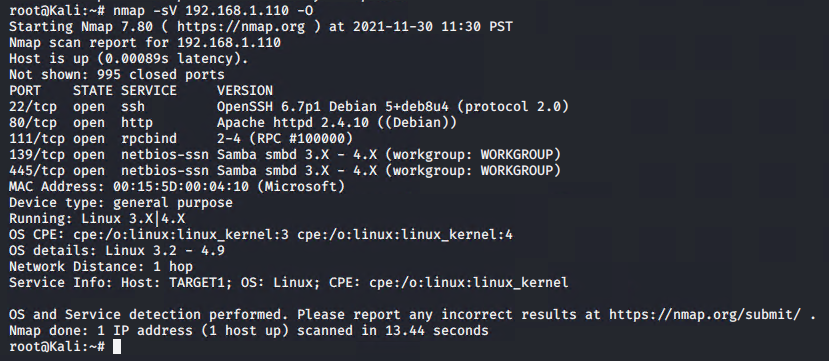 root@Kali:~# nmap -sV 192.168.1.110 -O
Starting Nmap 7.80 ( https://nmap.org ) at 2021-11-30 11:30 PST
Nmap scan report for 192.168.1.110
Host is up (0.00089s latency).
Not shown: 995 closed ports
PORT    STATE SERVICE     VERSION
22/tcp  open  ssh         OpenSSH 6.7p1 Debian 5+deb8u4 (protocol 2.0)
80/tcp  open  http        Apache httpd 2.4.10 ((Debian))
111/tcp open  rpcbind     2-4 (RPC #100000)
139/tcp open  netbios-ssn Samba smbd 3.X - 4.X (workgroup: WORKGROUP)
445/tcp open  netbios-ssn Samba smbd 3.X - 4.X (workgroup: WORKGROUP)
MAC Address: 00:15:5D:00:04:10 (Microsoft)
Device type: general purpose
Running: Linux 3.X|4.X
OS CPE: cpe:/o:linux:linux_kernel:3 cpe:/o:linux:linux_kernel:4
OS details: Linux 3.2 - 4.9
Network Distance: 1 hop
Service Info: Host: TARGET1; OS: Linux; CPE: cpe:/o:linux:linux_kernel
OS and Service detection performed. Please report any incorrect results at https://nmap.org/submit/ .
Nmap done: 1 IP address (1 host up) scanned in 13.44 seconds
root@Kali:~#